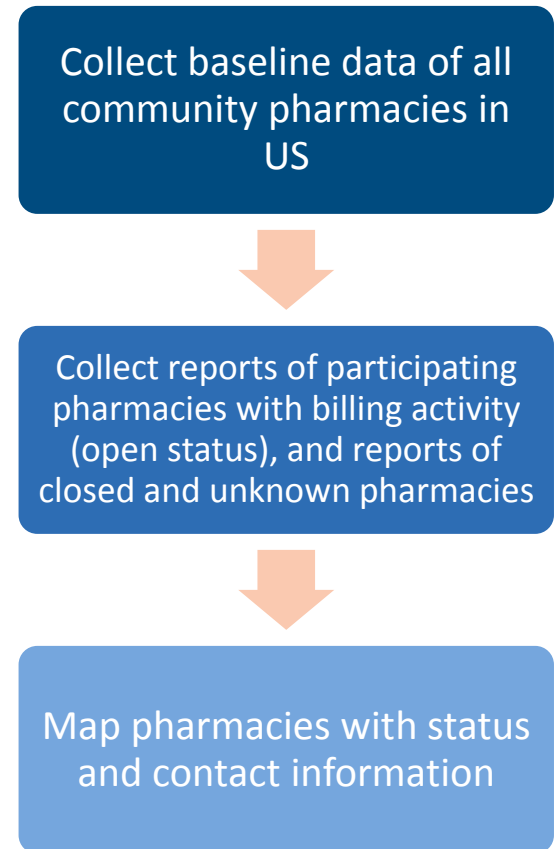 Collect baseline data of all
community pharmacies in
US
Collect reports of participating
pharmacies with billing activity
(open status), and reports of
closed and unknown pharmacies
Map pharmacies with status
and contact information